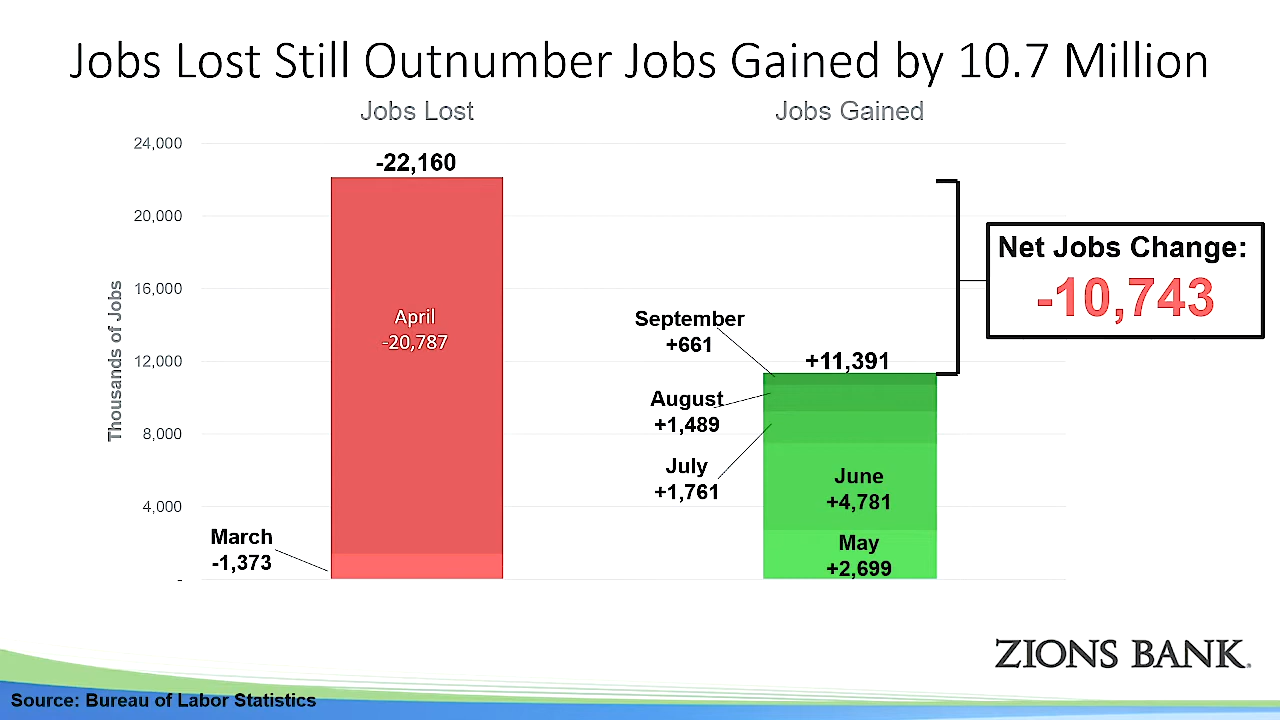 Jobs Lost Still Outnumber Jobs Gained by 10.7 Million
Jobs Lost
Jobs Gained
24,000
20,000
16,000
12,000
8,000
4,000
-
Thousands of Jobs
-22,160
April
-20,787
March
-1,373
September
+661
August
+1,489
July
+1,761
+11,391
June
+4,781
May
+2,699
Net Jobs Change:
-10,743
ZIONS BANK.
Source: Bureau of Labor Statistics